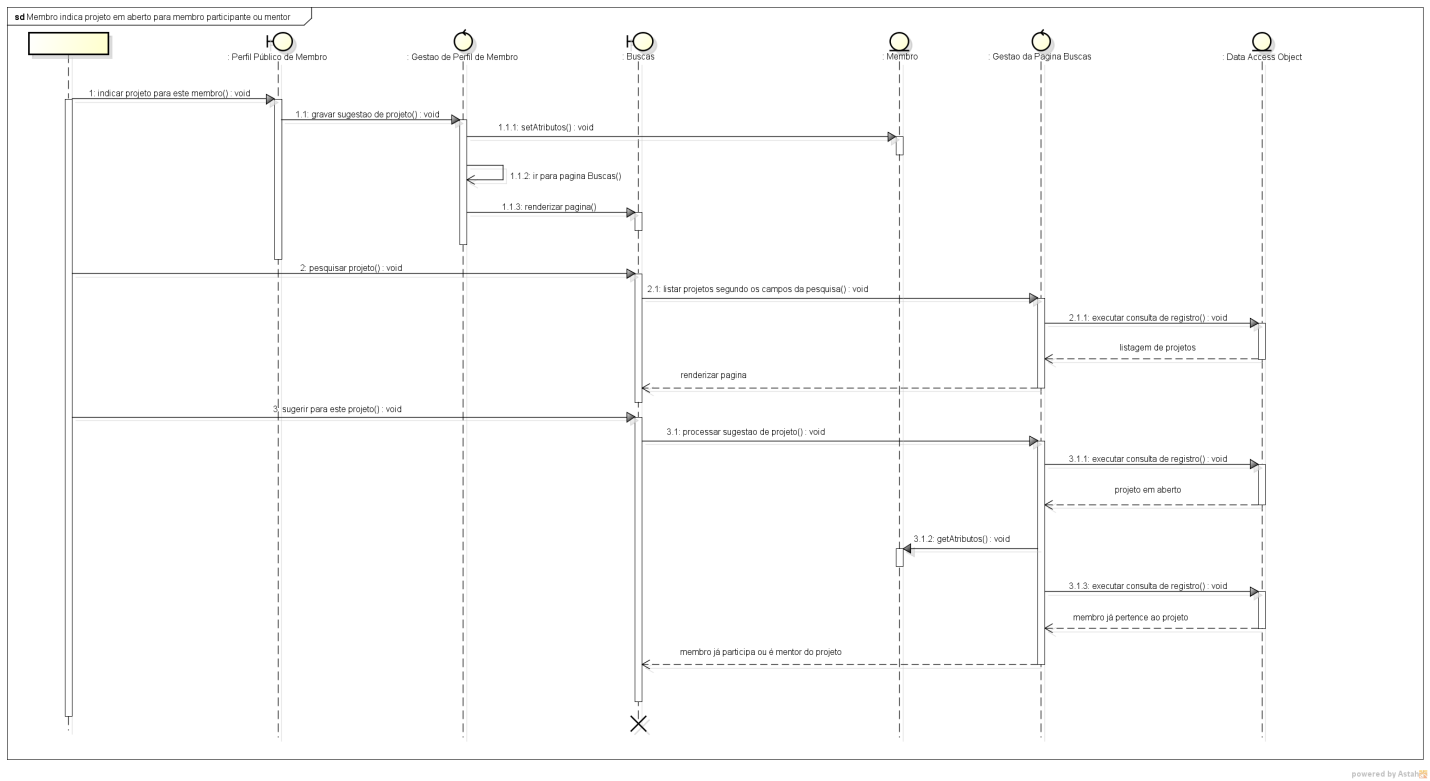 sd Membro indica projeto em aberto para membro participante ou mentor
: Perfil Público de Membro
: Gestao de Perfil de Membro
: Buscas
: Membro
: Gestao da Pagina Buscas
: Data Access Object
1: indicar projeto para este membro() : void
1.1: gravar sugestao de projeto() : void
1.1.1: setAtributos() : void
1.1.2: ir para pagina Buscas()
1.1.3: renderizar pagina()
2: pesquisar projeto() : void
2.1: listar projetos segundo os campos da pesquisa() : void
2.1.1: executar consulta de registro() : void
listagem de projetos
renderizar pagina
3: sugerir para este projeto() : void
3.1: processar sugestao de projeto() : void
3.1.1: executar consulta de registro() : void
projeto em aberto
3.1.2: getAtributos() : void
3.1.3: executar consulta de registro() : void
membro já pertence ao projeto
membro já participa ou é mentor do projeto
powered by Astah